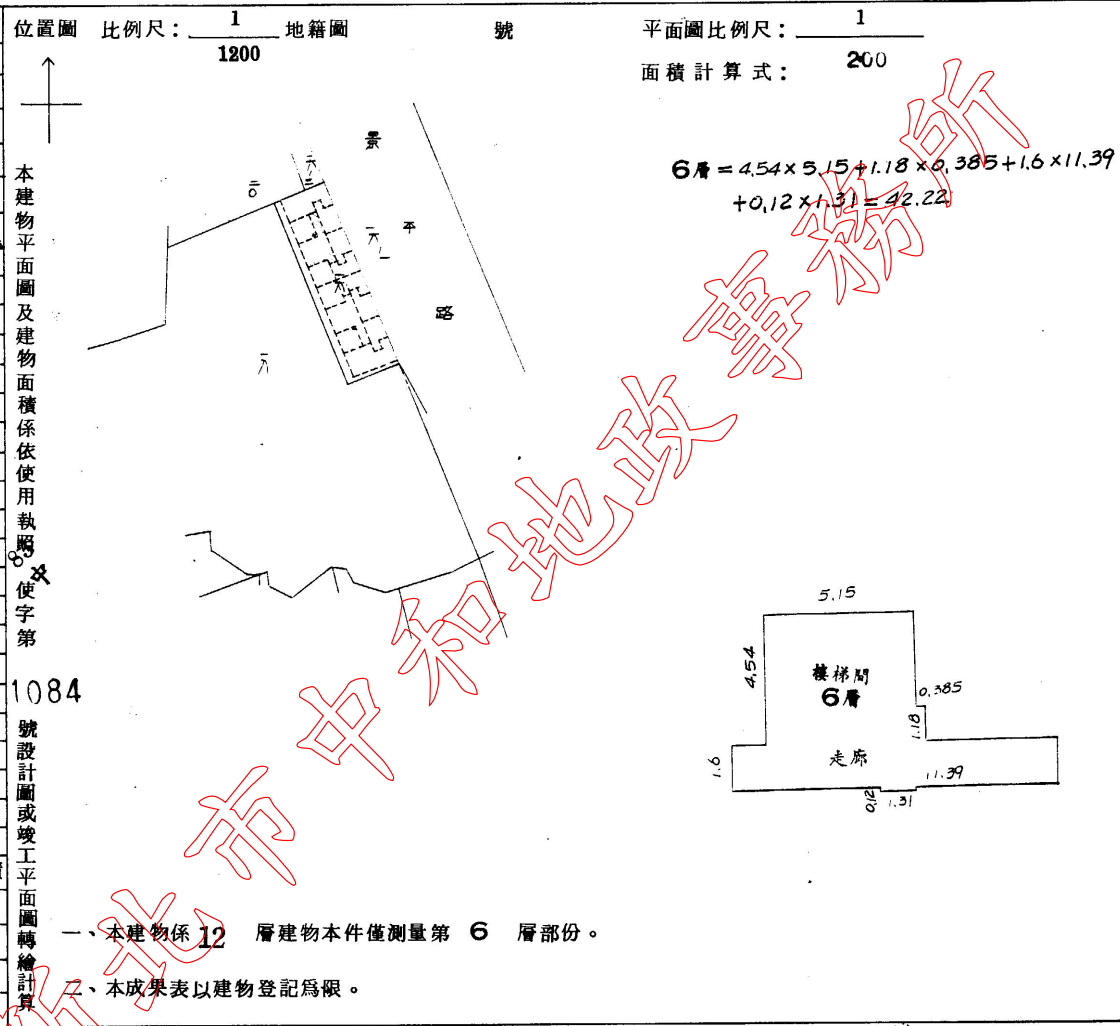 位置圖 比例尺： 1/1200 地籍圖 號
平面圖比例尺： 1/200
面積計算式：
6層=4.54×5.15+1.18×0.385+1.6×11.39
+0.12×1.31=42.22
本建物平面圖及建物面積係依使用執照 使字第
1084
號設計圖或竣工平面圖轉繪計算
景平路
5.15
4.54
樓梯間
6層
0.385
1.18
走廊
1.6
11.39
0.12
1.31
一、本建物係 12 層建物本件僅測量第 6 層部份。
二、本成果表以建物登記爲限。
新北市中和地政事務所